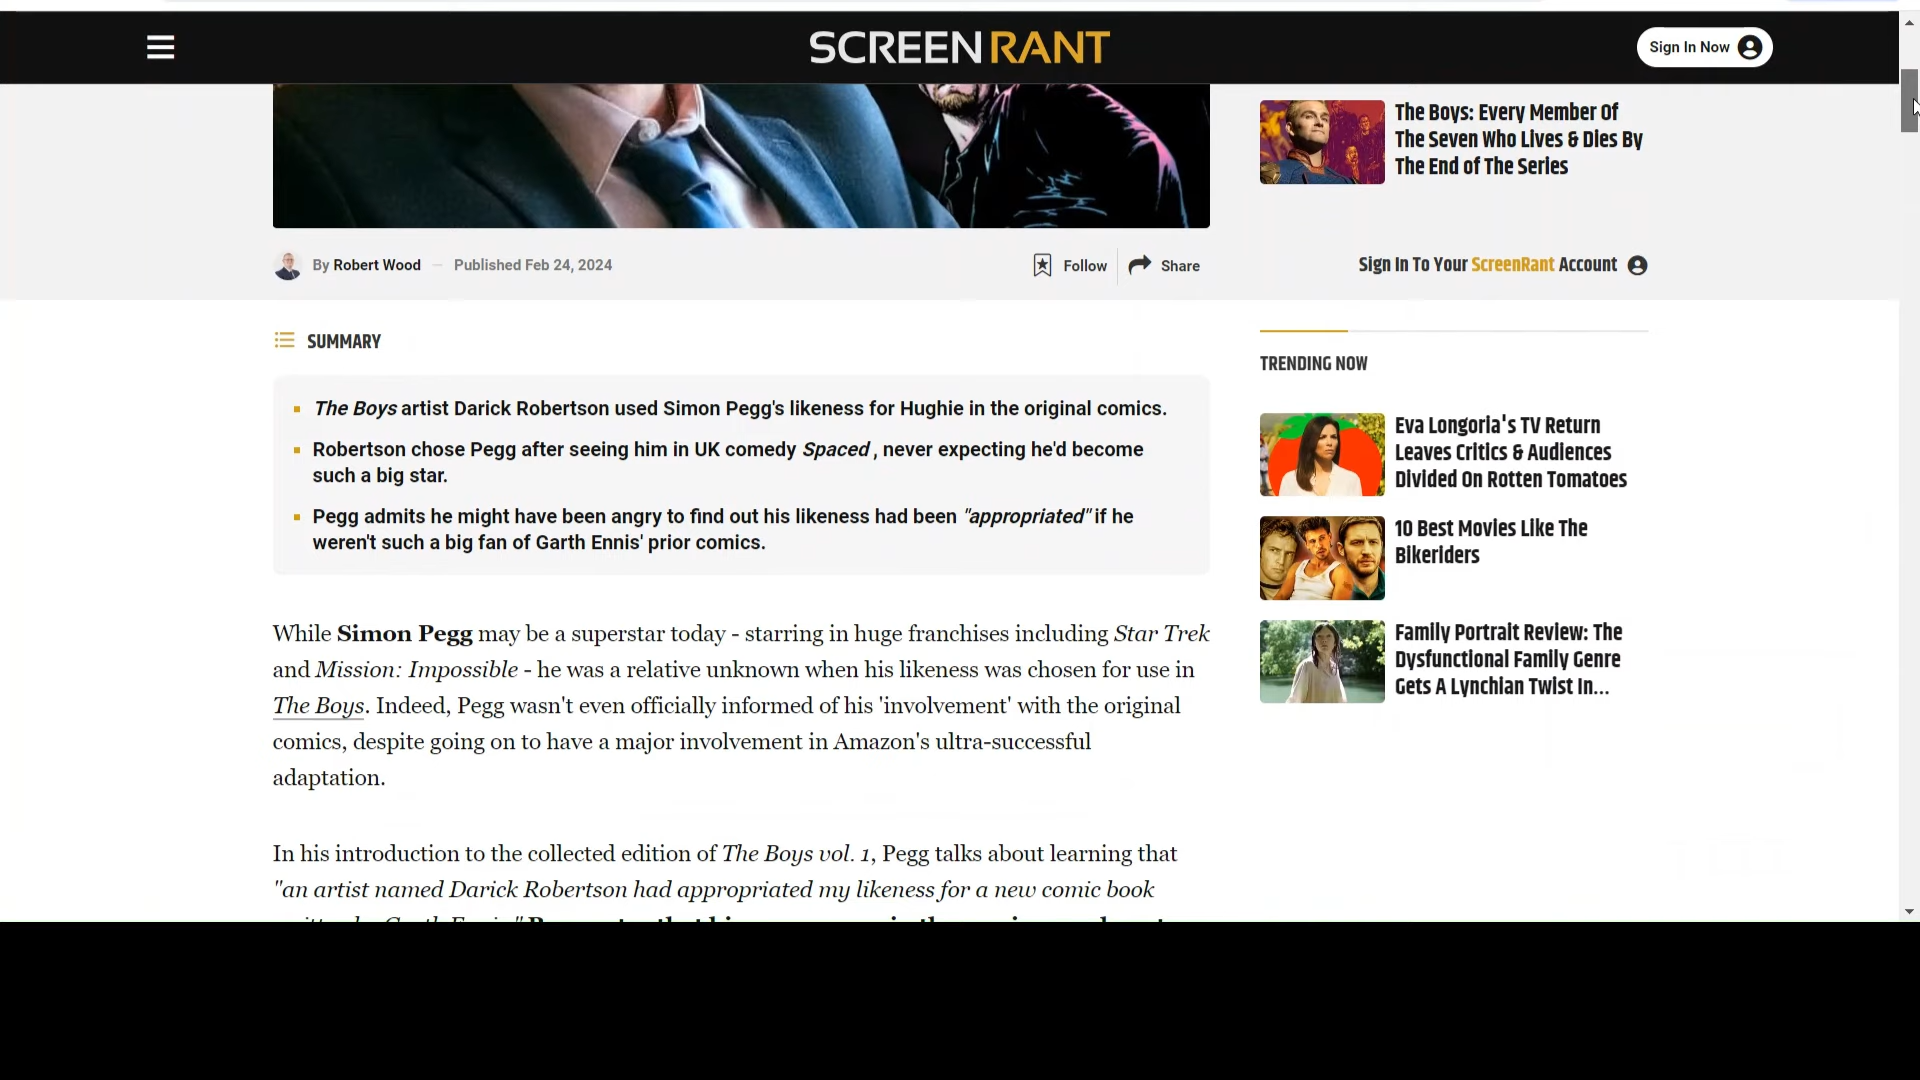 SCREENRANT
Sign In Now
The Boys: Every Member Of
The Seven Who Lives & Dies By
The End of The Series
By Robert Wood — Published Feb 24, 2024
Follow
Share
Sign In To Your ScreenRant Account
SUMMARY
The Boys artist Darick Robertson used Simon Pegg's likeness for Hughie in the original comics.
Robertson chose Pegg after seeing him in UK comedy Spaced , never expecting he'd become
such a big star.
Pegg admits he might have been angry to find out his likeness had been "appropriated" if he
weren't such a big fan of Garth Ennis' prior comics.
While Simon Pegg may be a superstar today - starring in huge franchises including Star Trek
and Mission: Impossible - he was a relative unknown when his likeness was chosen for use in
The Boys. Indeed, Pegg wasn't even officially informed of his 'involvement' with the original
comics, despite going on to have a major involvement in Amazon's ultra-successful
adaptation.
In his introduction to the collected edition of The Boys vol. 1, Pegg talks about learning that
"an artist named Darick Robertson had appropriated my likeness for a new comic book
TRENDING NOW
Eva Longoria's TV Return
Leaves Critics & Audiences
Divided On Rotten Tomatoes
10 Best Movies Like The
Bikeriders
Family Portrait Review: The
Dysfunctional Family Genre
Gets A Lynchian Twist In...